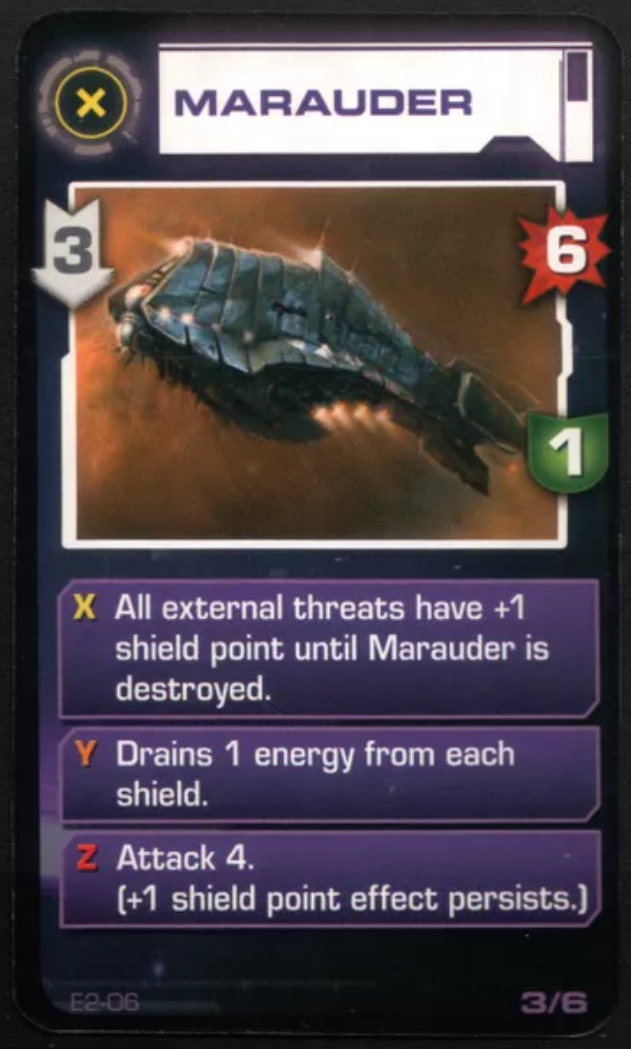 X
MARAUDER
3
6
1
X All external threats have +1
shield point until Marauder is
destroyed.
Y Drains 1 energy from each
shield.
Z Attack 4.
(+1 shield point effect persists.)
E2-06
3/6